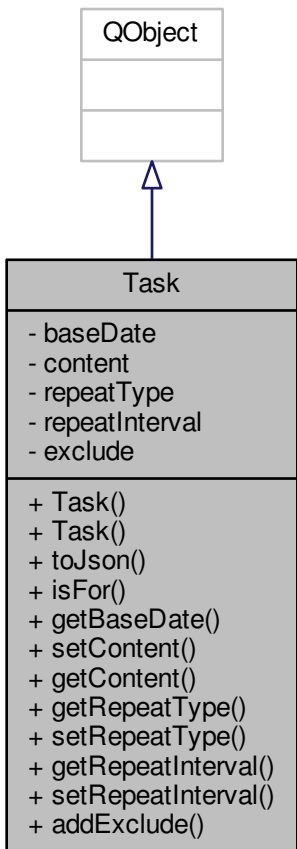 QObject
Task
- baseDate
- content
- repeatType
- repeatInterval
- exclude
+ Task()
+ Task()
+ toJson()
+ isFor()
+ getBaseDate()
+ setContent()
+ getContent()
+ getRepeatType()
+ setRepeatType()
+ getRepeatInterval()
+ setRepeatInterval()
+ addExclude()